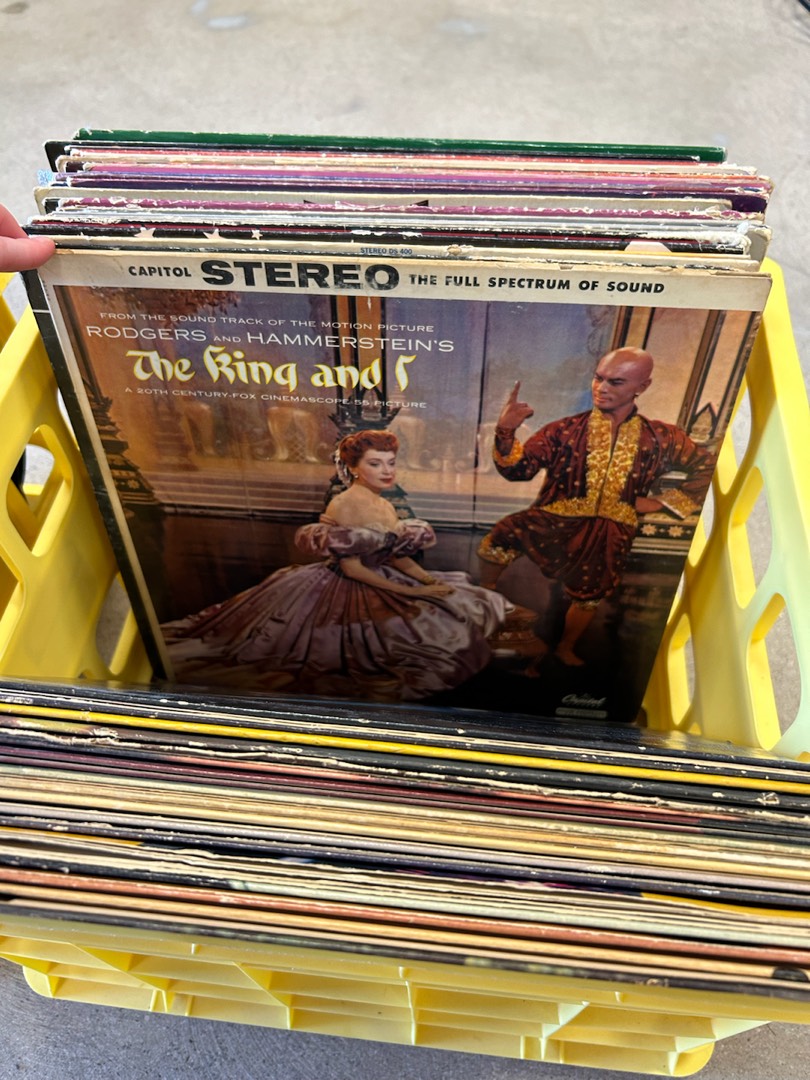 STEREO DS 400
CAPITOL STEREO THE FULL SPECTRUM OF SOUND
FROM THE SOUND TRACK OF THE MOTION PICTURE
RODGERS AND HAMMERSTEIN'S
The King and I
A 20TH CENTURY-FOX CINEMASCOPE 55 PICTURE
Capitol